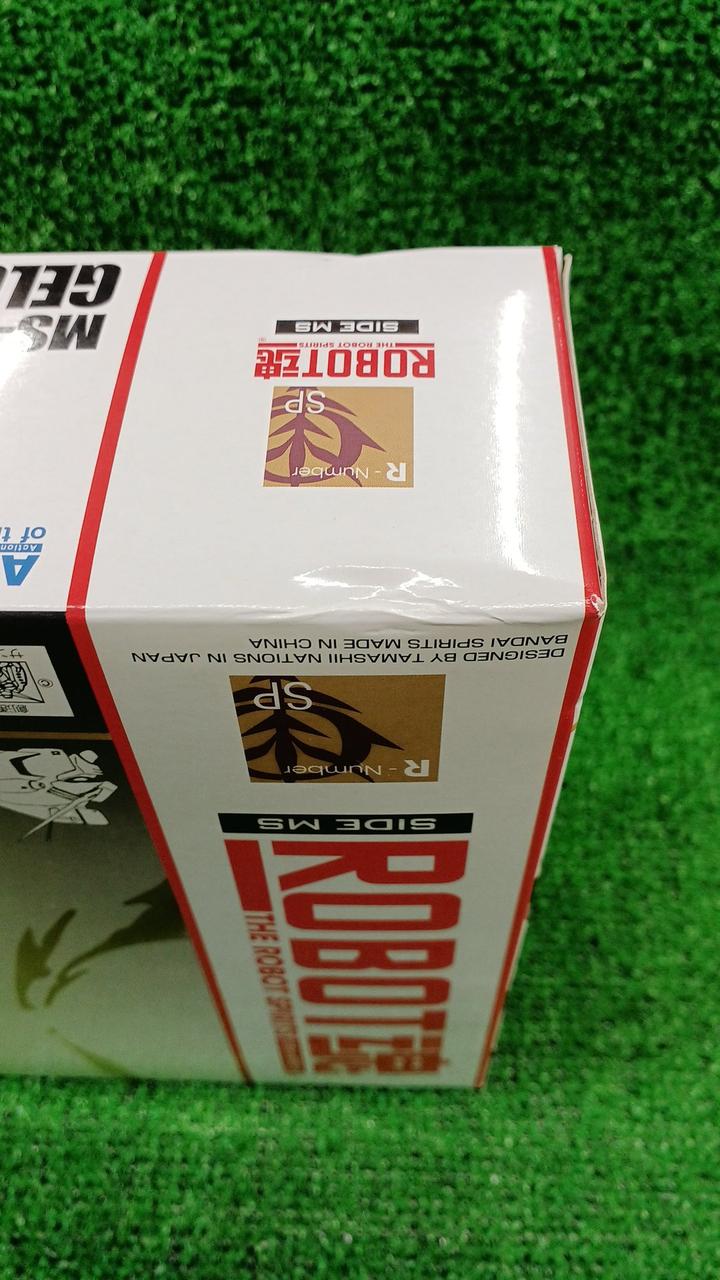 MS-
GEL
SIDE MS
THE ROBOT SPIRITS
ROBOT魂
R - Number
SP
A
Action
of t
DESIGNED BY TAMASHII NATIONS IN JAPAN
BANDAI SPIRITS MADE IN CHINA
R - Number
SP
SIDE MS
ROBOT魂
THE ROBOT SPIRITS
©